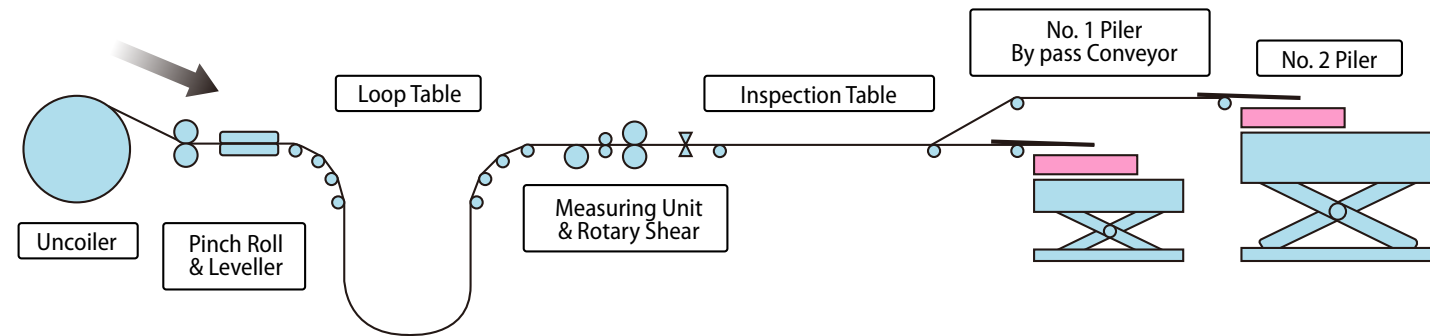 Uncoiler
Pinch Roll
& Leveller
Loop Table
Measuring Unit
& Rotary Shear
Inspection Table
No. 1 Piler
By pass Conveyor
No. 2 Piler